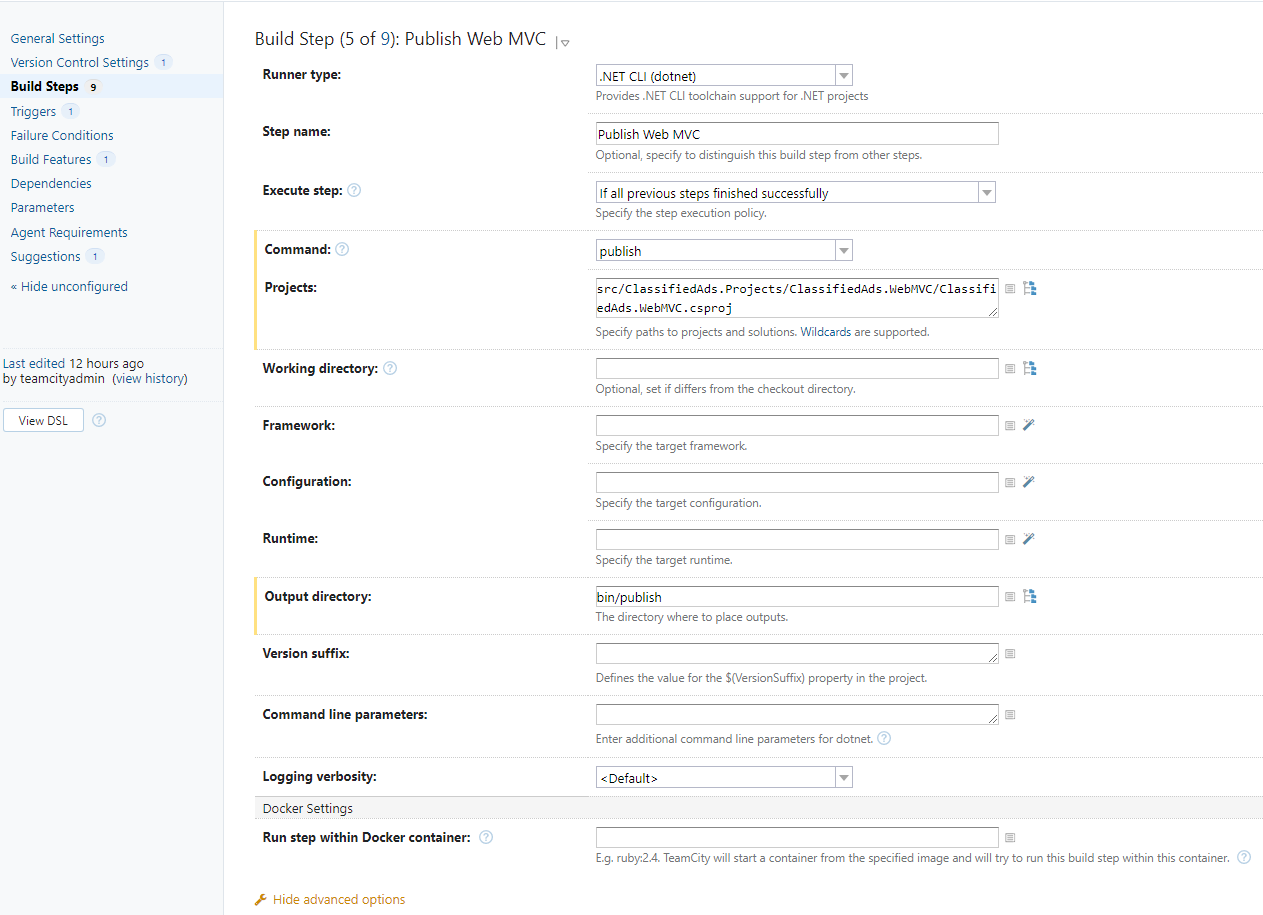 General Settings
Version Control Settings 1
Build Steps 9
Triggers 1
Failure Conditions
Build Features 1
Dependencies
Parameters
Agent Requirements
Suggestions 1
« Hide unconfigured
Last edited 12 hours ago
by teamcityadmin (view history)
View DSL ?
Build Step (5 of 9): Publish Web MVC
Runner type: .NET CLI (dotnet)
Provides .NET CLI toolchain support for .NET projects
Step name: Publish Web MVC
Optional, specify to distinguish this build step from other steps.
Execute step: ? If all previous steps finished successfully
Specify the step execution policy.
Command: ? publish
Projects: src/ClassifiedAds.Projects/ClassifiedAds.WebMVC/Classifi
edAds.WebMVC.csproj
Specify paths to projects and solutions. Wildcards are supported.
Working directory: ?
Optional, set if differs from the checkout directory.
Framework:
Specify the target framework.
Configuration:
Specify the target configuration.
Runtime:
Specify the target runtime.
Output directory: bin/publish
The directory where to place outputs.
Version suffix:
Defines the value for the $(VersionSuffix) property in the project.
Command line parameters:
Enter additional command line parameters for dotnet. ?
Logging verbosity: <Default>
Docker Settings
Run step within Docker container: ?
E.g. ruby:2.4. TeamCity will start a container from the specified image and will try to run this build step within this container. ?
Hide advanced options